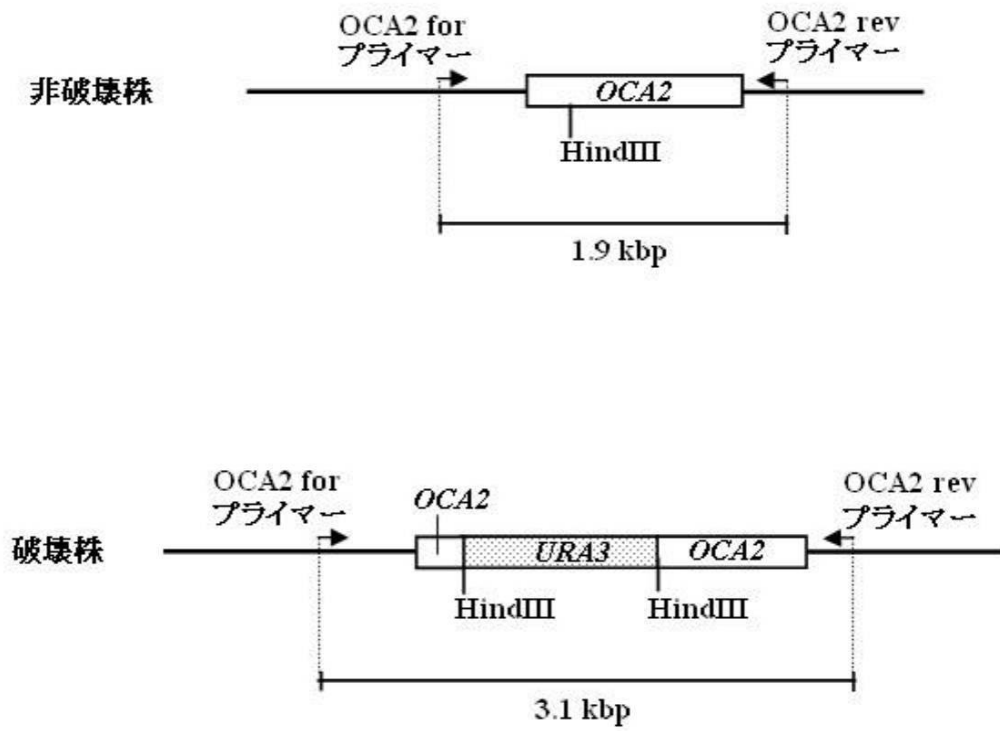 OCA2 for
プライマー
OCA2 rev
プライマー
非破壊株
OCA2
HindIII
1.9 kbp
OCA2 for
プライマー
OCA2
OCA2 rev
プライマー
破壊株
URA3
OCA2
HindIII
HindIII
3.1 kbp